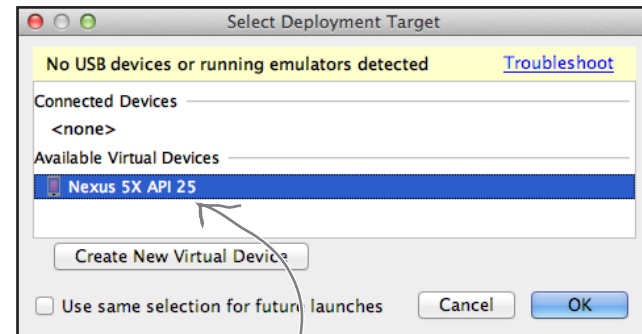 Select Deployment Target
No USB devices or running emulators detected Troubleshoot
Connected Devices
<none>
Available Virtual Devices
Nexus 5X API 25
Create New Virtual Device
Use same selection for future launches Cancel OK